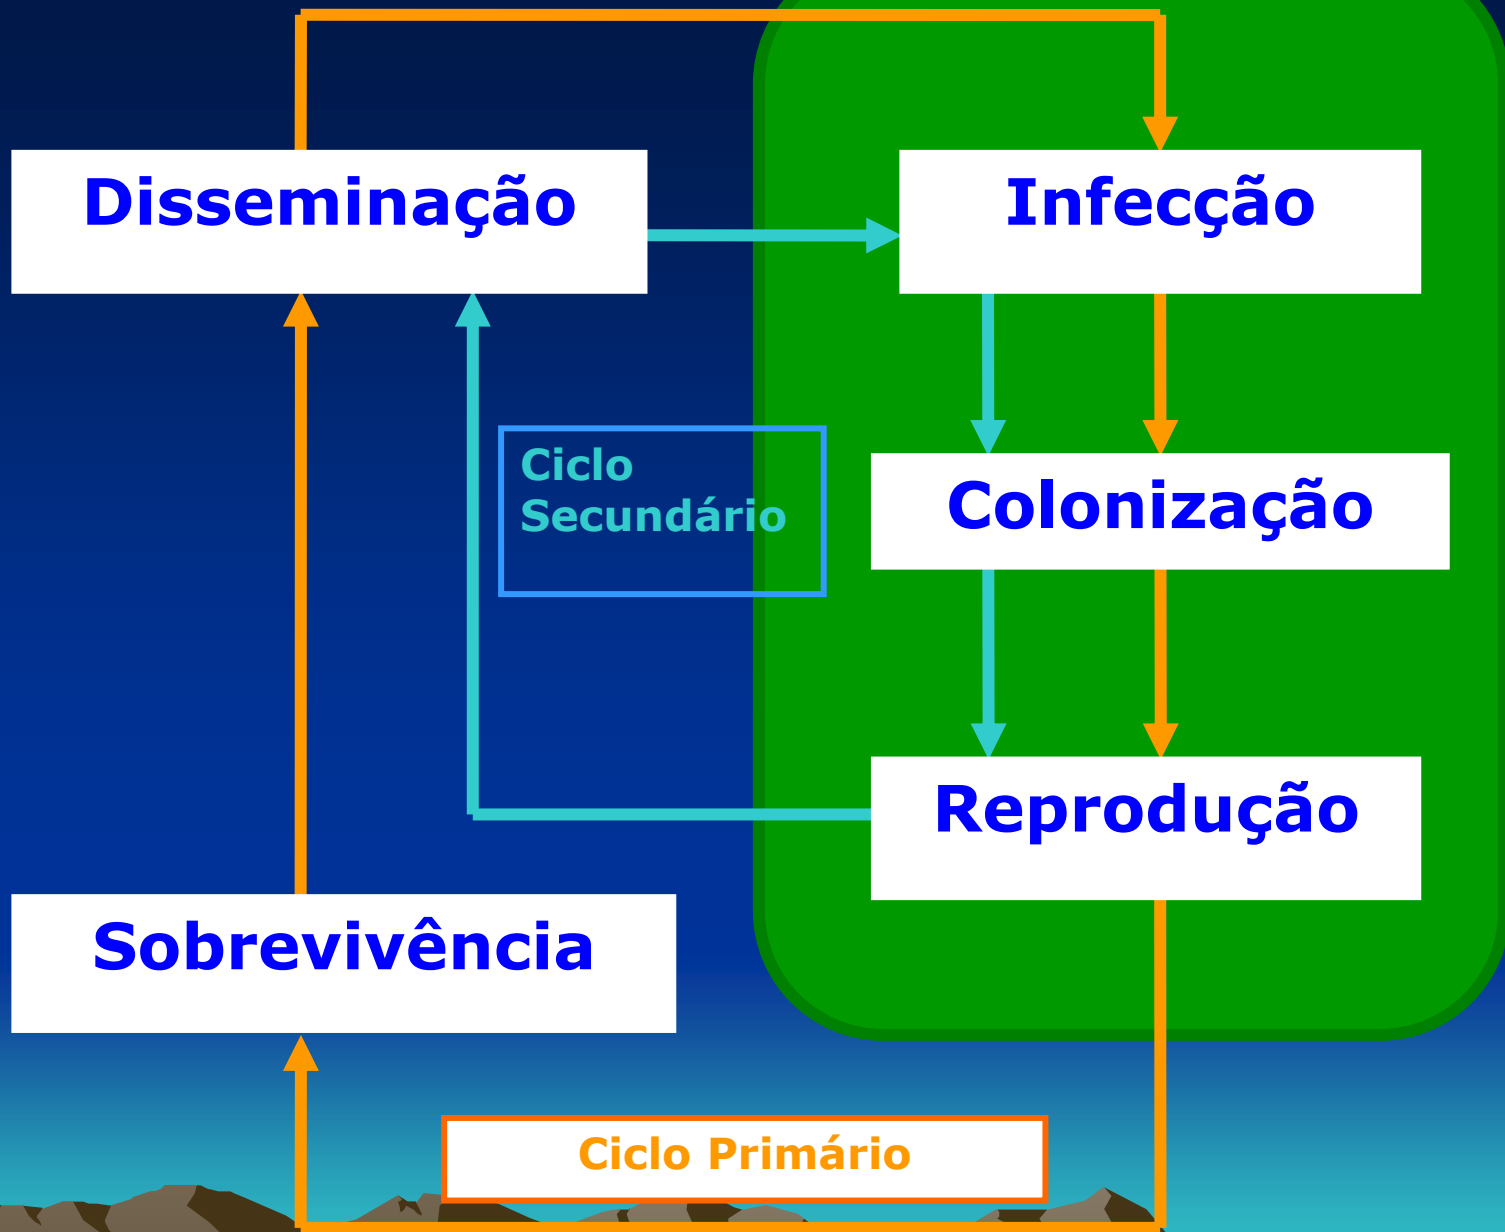 Disseminação
Infecção
Ciclo
Secundário
Colonização
Reprodução
Sobrevivência
Ciclo Primário